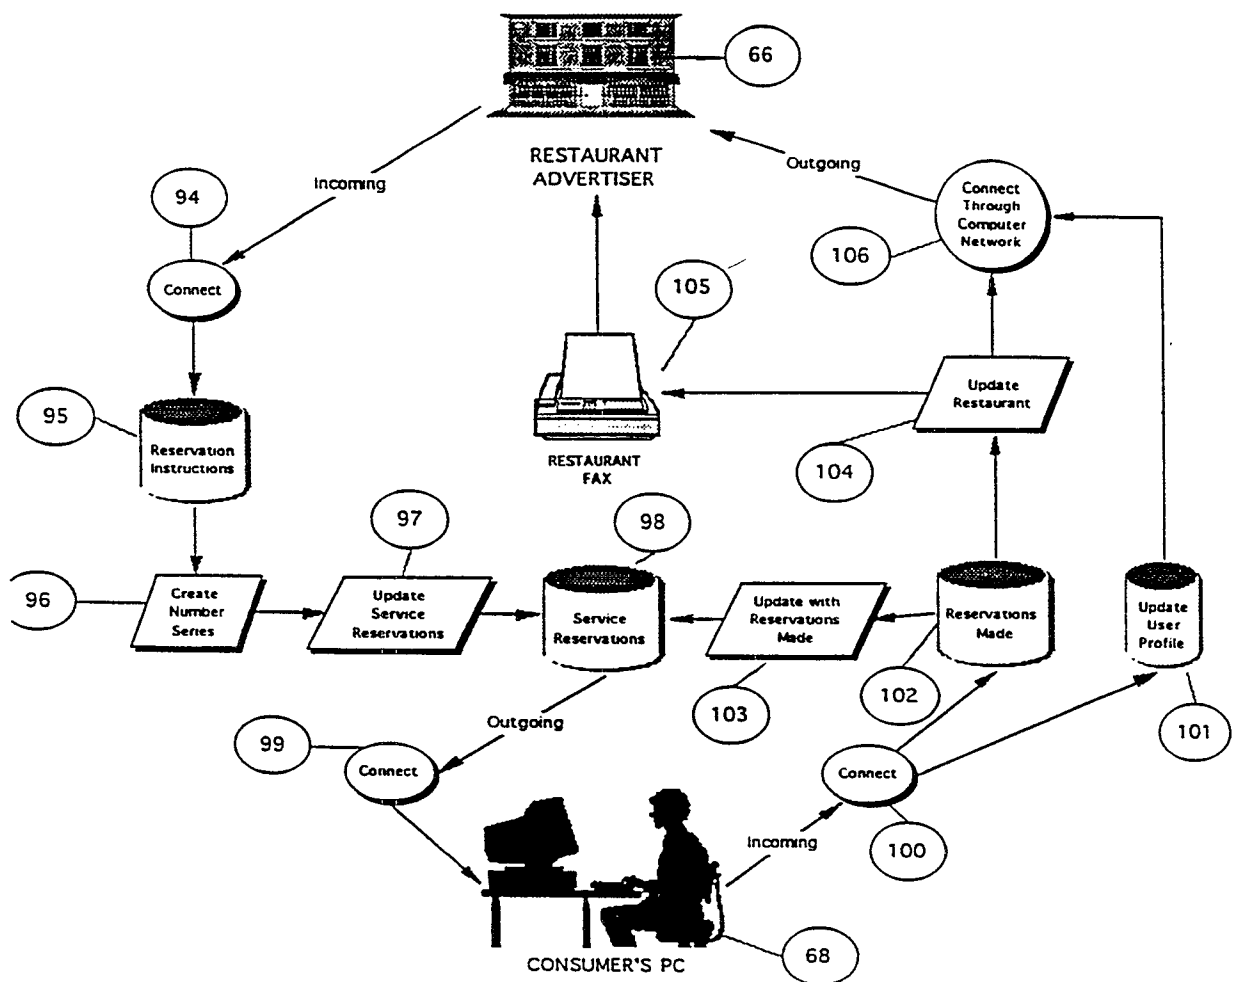 66
RESTAURANT
ADVERTISER
Incoming
Outgoing
94
Connect
Through
Computer
Network
106
Connect
105
95
Reservation
Instructions
RESTAURANT
FAX
Update
Restaurant
104
97
98
96
Create
Number
Series
Update
Service
Reservations
Service
Reservations
Update with
Reservations
Made
Reservations
Made
Update
User
Profile
103
102
101
Outgoing
99
Connect
Connect
Incoming
100
CONSUMER'S PC
68